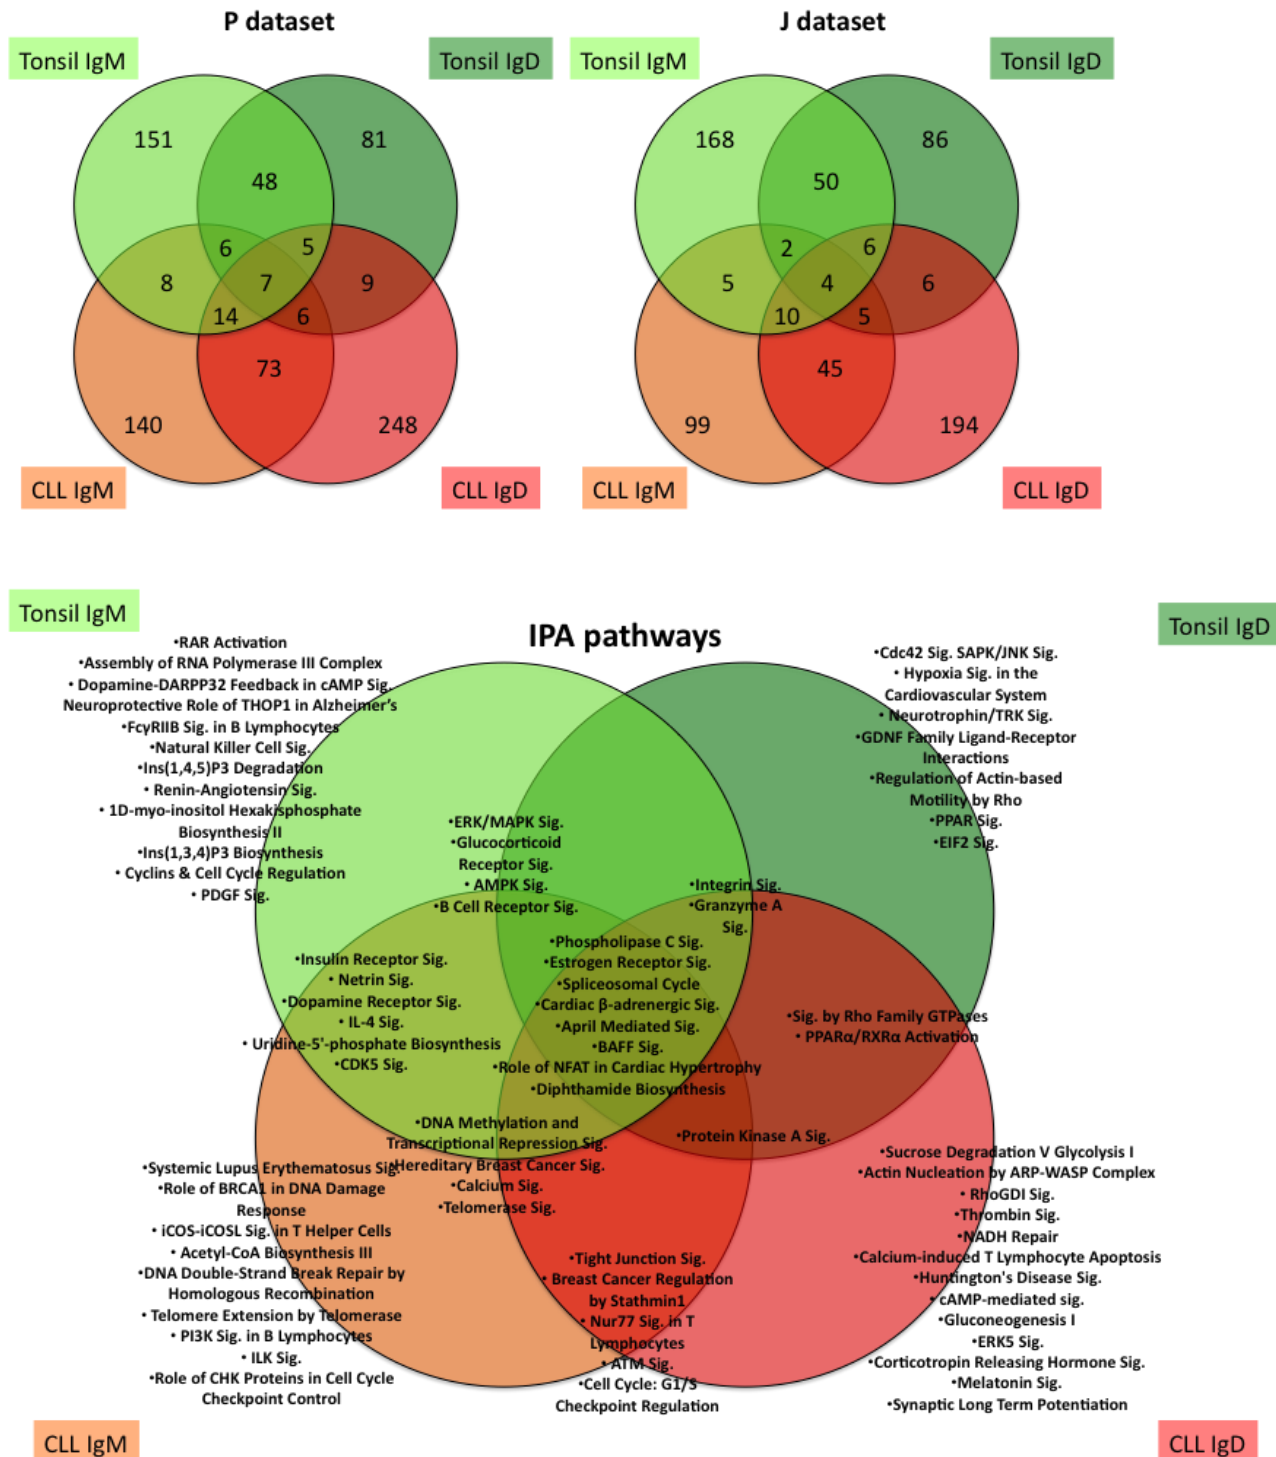 P dataset
J dataset
Tonsil IgM
Tonsil IgD
Tonsil IgM
Tonsil IgD
151
81
48
6
5
8
7
9
14
6
73
140
248
168
86
50
2
6
5
4
6
10
5
45
99
194
CLL IgM
CLL IgD
CLL IgM
CLL IgD
Tonsil IgM
IPA pathways
Tonsil IgD
•RAR Activation
•Assembly of RNA Polymerase III Complex
• Dopamine-DARPP32 Feedback in cAMP Sig.
Neuroprotective Role of THOP1 in Alzheimer's
•FcγRIIB Sig. in B Lymphocytes
•Natural Killer Cell Sig.
•Ins(1,4,5)P3 Degradation
• Renin-Angiotensin Sig.
• 1D-myo-inositol Hexakisphosphate
Biosynthesis II
•Ins(1,3,4)P3 Biosynthesis
• Cyclins & Cell Cycle Regulation
• PDGF Sig.
•Cdc42 Sig. SAPK/JNK Sig.
• Hypoxia Sig. in the
Cardiovascular System
• Neurotrophin/TRK Sig.
•GDNF Family Ligand-Receptor
Interactions
•Regulation of Actin-based
Motility by Rho
•PPAR Sig.
•EIF2 Sig.
•ERK/MAPK Sig.
•Glucocorticoid
Receptor Sig.
• AMPK Sig.
•B Cell Receptor Sig.
•Integrin Sig.
•Granzyme A
Sig.
•Insulin Receptor Sig.
• Netrin Sig.
•Dopamine Receptor Sig.
• IL-4 Sig.
• Uridine-5'-phosphate Biosynthesis
•CDK5 Sig.
•Phospholipase C Sig.
•Estrogen Receptor Sig.
•Spliceosomal Cycle
•Cardiac β-adrenergic Sig.
•April Mediated Sig.
•BAFF Sig.
•Role of NFAT in Cardiac Hypertrophy
•Diphthamide Biosynthesis
•Sig. by Rho Family GTPases
• PPARα/RXRα Activation
•DNA Methylation and
Transcriptional Repression Sig.
•Hereditary Breast Cancer Sig.
•Calcium Sig.
•Telomerase Sig.
•Protein Kinase A Sig.
•Systemic Lupus Erythematosus Sig.
•Role of BRCA1 in DNA Damage
Response
• iCOS-iCOSL Sig. in T Helper Cells
• Acetyl-CoA Biosynthesis III
•DNA Double-Strand Break Repair by
Homologous Recombination
• Telomere Extension by Telomerase
• PI3K Sig. in B Lymphocytes
• ILK Sig.
•Role of CHK Proteins in Cell Cycle
Checkpoint Control
•Tight Junction Sig.
• Breast Cancer Regulation
by Stathmin1
• Nur77 Sig. in T
Lymphocytes
• ATM Sig.
•Cell Cycle: G1/S
Checkpoint Regulation
•Sucrose Degradation V Glycolysis I
•Actin Nucleation by ARP-WASP Complex
• RhoGDI Sig.
•Thrombin Sig.
•NADH Repair
•Calcium-induced T Lymphocyte Apoptosis
•Huntington's Disease Sig.
•cAMP-mediated sig.
•Gluconeogenesis I
•ERK5 Sig.
•Corticotropin Releasing Hormone Sig.
•Melatonin Sig.
•Synaptic Long Term Potentiation
CLL IgM
CLL IgD